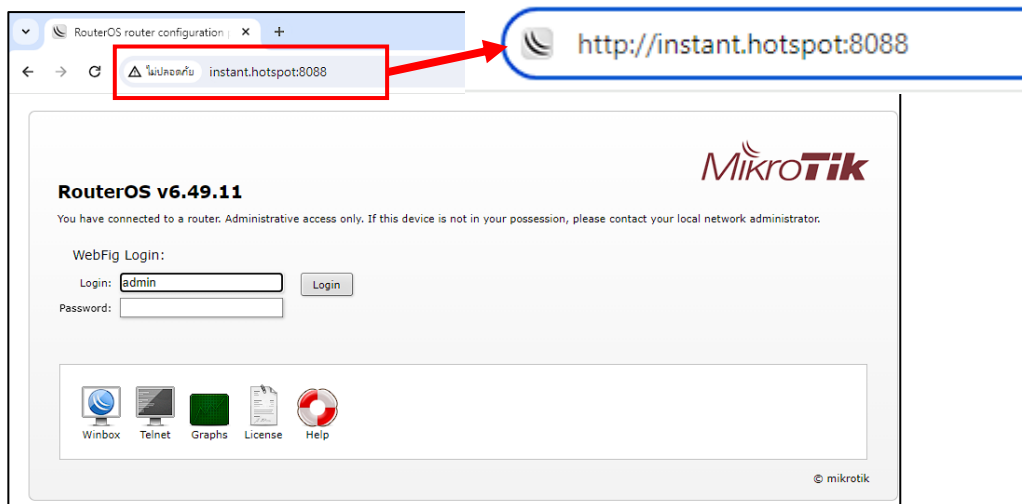 RouterOS router configuration
ไม่ปลอดภัย instant.hotspot:8088
http://instant.hotspot:8088
MikroTik
RouterOS v6.49.11
You have connected to a router. Administrative access only. If this device is not in your possession, please contact your local network administrator.
WebFig Login:
Login: admin Login
Password:
Winbox Telnet Graphs License Help
© mikrotik